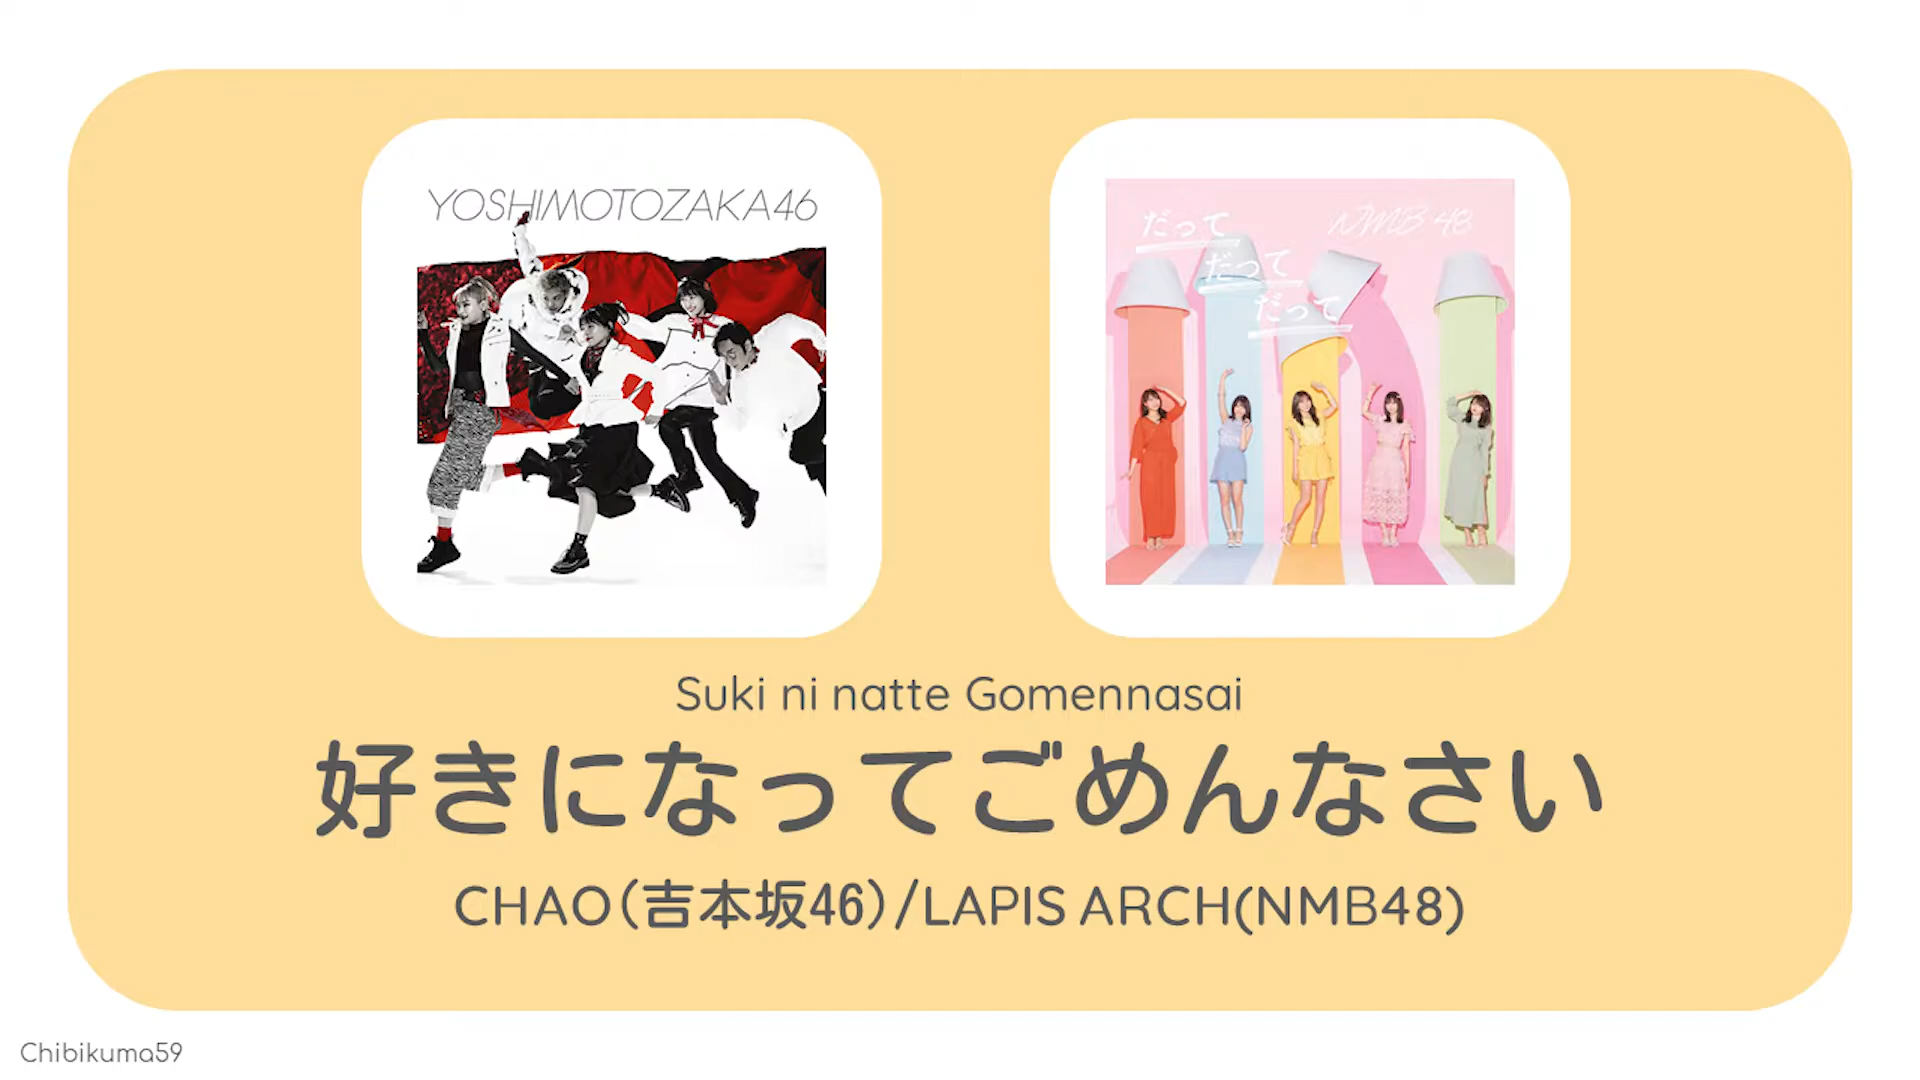 YOSHIMOTOZAKA46
だって
NMB48
だって
だって
Suki ni natte Gomennasai
好きになってごめんなさい
CHAO（吉本坂46）/LAPIS ARCH(NMB48)
Chibikuma59